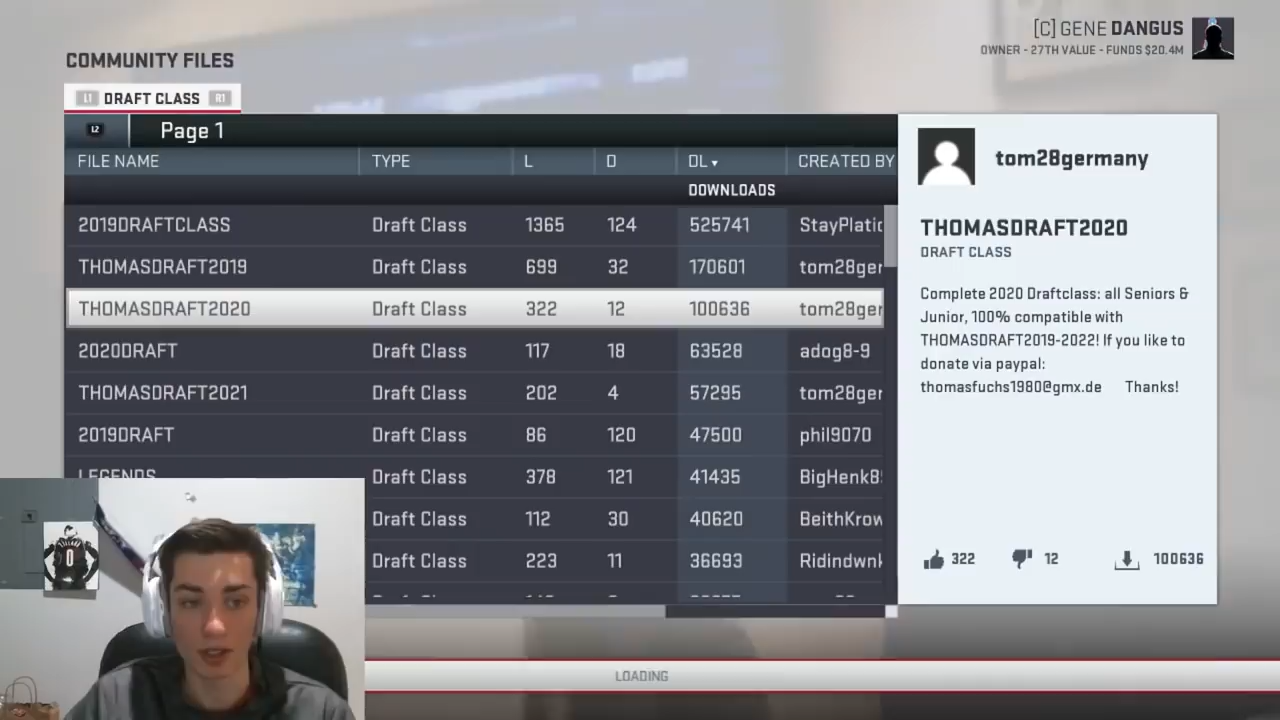 [C] GENE DANGUS
OWNER - 27TH VALUE - FUNDS $20.4M
COMMUNITY FILES
L1 DRAFT CLASS R1
L2 Page 1
FILE NAME TYPE L D DL CREATED BY
DOWNLOADS
2019DRAFTCLASS Draft Class 1365 124 525741 StayPlatic
THOMASDRAFT2019 Draft Class 699 32 170601 tom28ger
THOMASDRAFT2020 Draft Class 322 12 100636 tom28ger
2020DRAFT Draft Class 117 18 63528 adog8-9
THOMASDRAFT2021 Draft Class 202 4 57295 tom28ger
2019DRAFT Draft Class 86 120 47500 phil9070
LEGENDS Draft Class 378 121 41435 BigHenk8
Draft Class 112 30 40620 BeithKrow
Draft Class 223 11 36693 Ridindwnk
tom28germany
THOMASDRAFT2020
DRAFT CLASS
Complete 2020 Draftclass: all Seniors &
Junior, 100% compatible with
THOMASDRAFT2019-2022! If you like to
donate via paypal:
thomasfuchs1980@gmx.de Thanks!
322 12 100636
0
LOADING